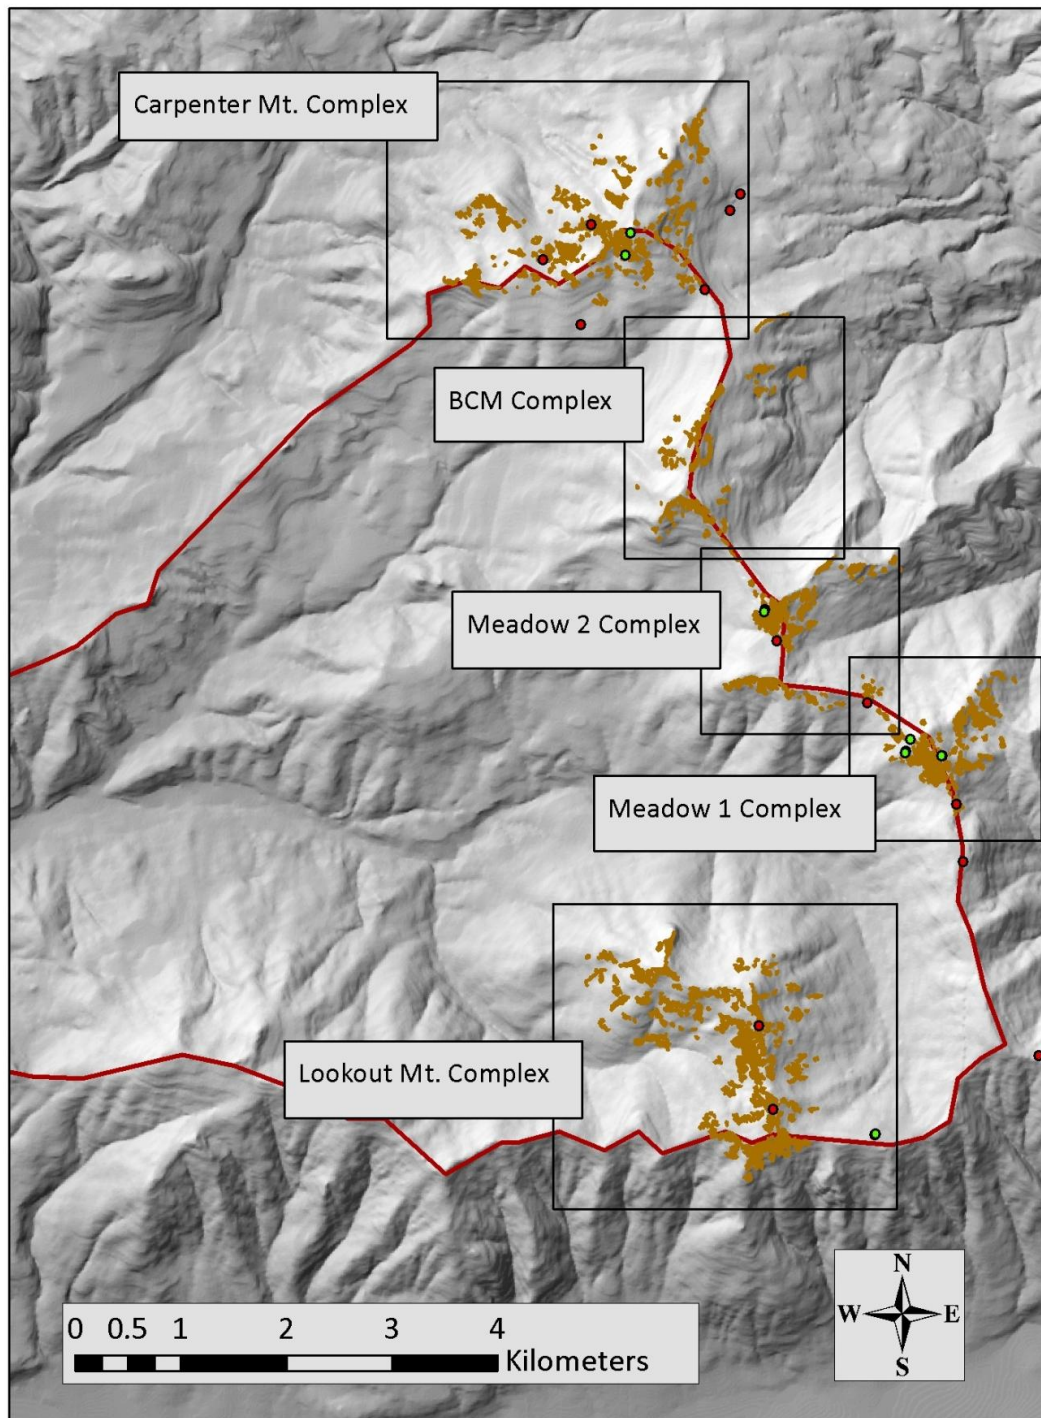 Carpenter Mt. Complex
BCM Complex
Meadow 2 Complex
Meadow 1 Complex
Lookout Mt. Complex
N
W E
S
0 0.5 1 2 3 4
Kilometers